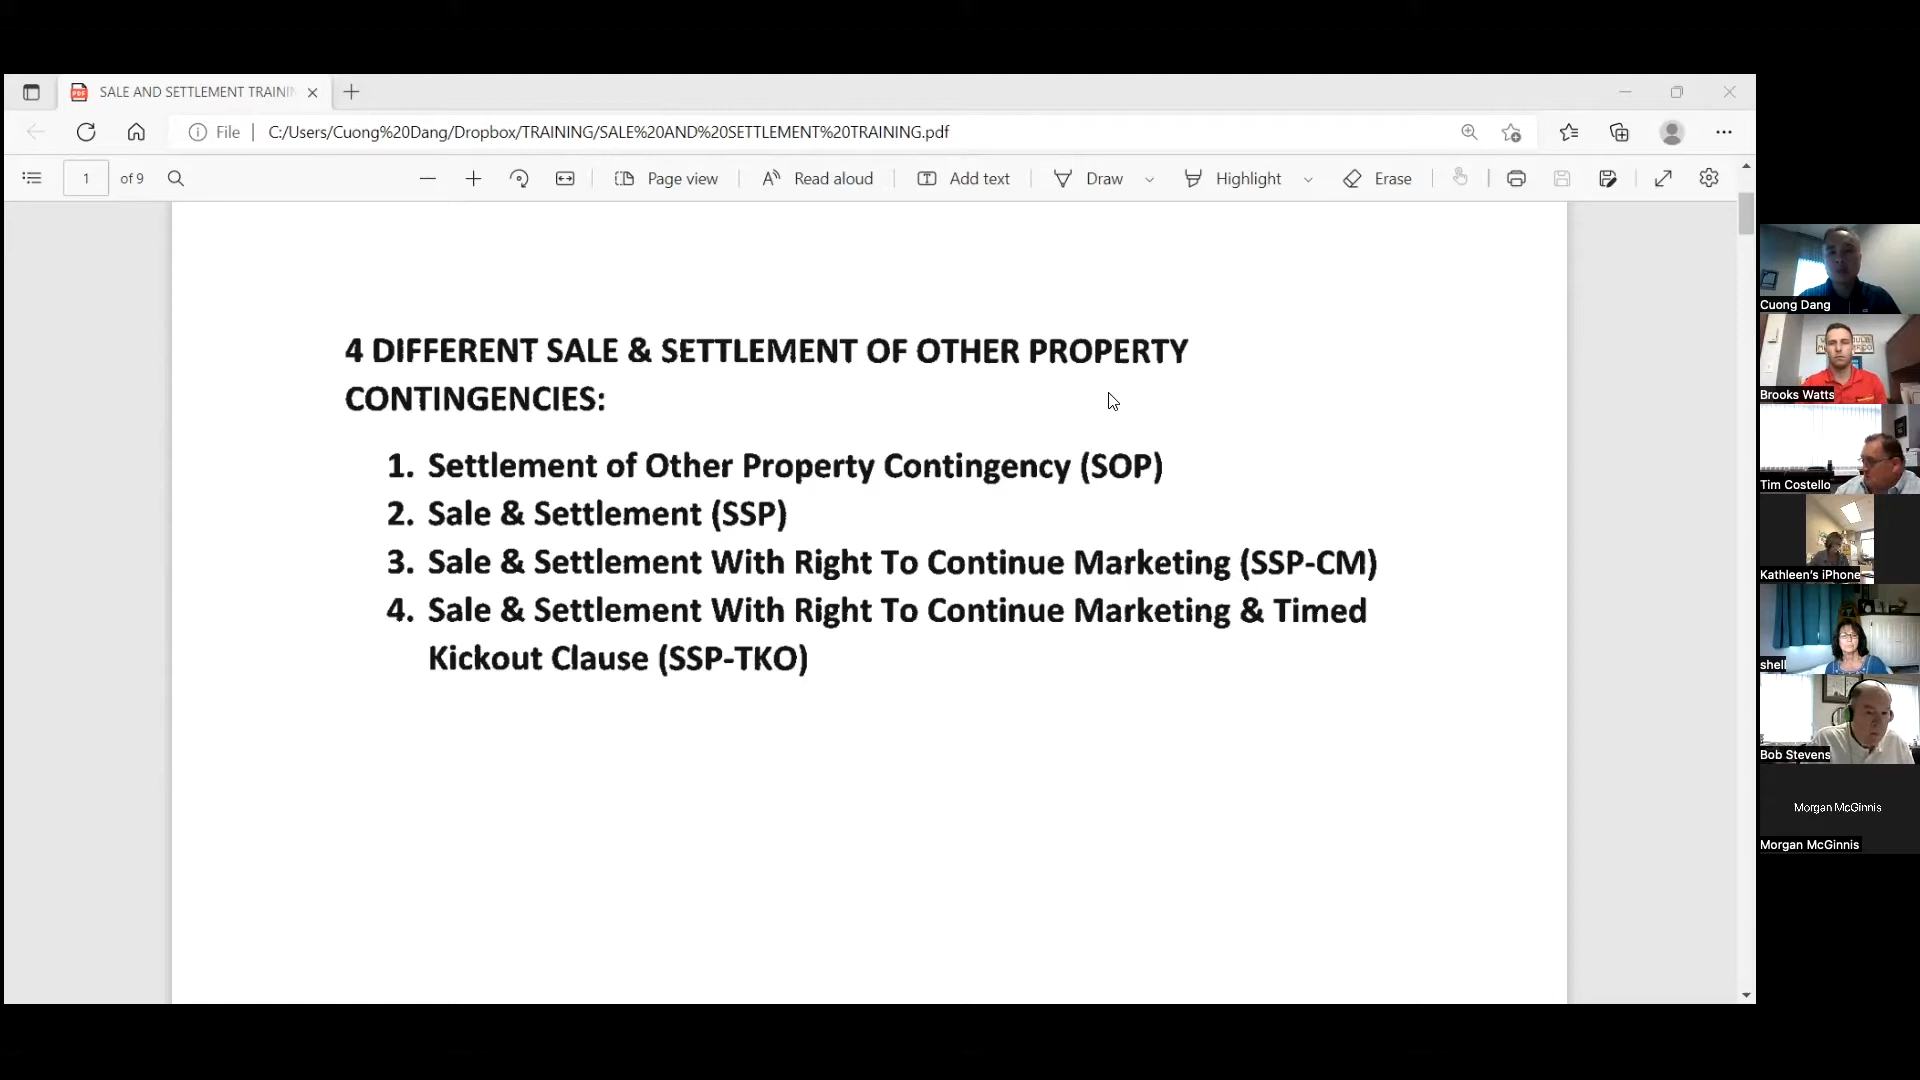 SALE AND SETTLEMENT TRAININ
File
C:/Users/Cuong%20Dang/Dropbox/TRAINING/SALE%20AND%20SETTLEMENT%20TRAINING.pdf
1 of 9
Page view
Read aloud
Add text
Draw
Highlight
Erase
4 DIFFERENT SALE & SETTLEMENT OF OTHER PROPERTY
CONTINGENCIES:
1. Settlement of Other Property Contingency (SOP)
2. Sale & Settlement (SSP)
3. Sale & Settlement With Right To Continue Marketing (SSP-CM)
4. Sale & Settlement With Right To Continue Marketing & Timed
Kickout Clause (SSP-TKO)
Cuong Dang
Brooks Watts
Tim Costello
Kathleen's iPhone
shell
Bob Stevens
Morgan McGinnis
Morgan McGinnis